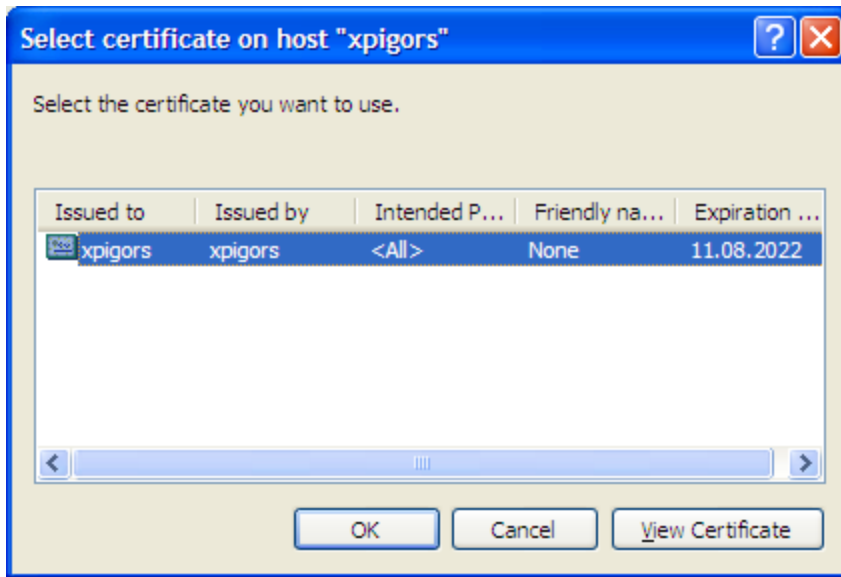 Select certificate on host "xpigors"
Select the certificate you want to use.
Issued to Issued by Intended P... Friendly na... Expiration ...
xpigors xpigors <All> None 11.08.2022
OK Cancel View Certificate